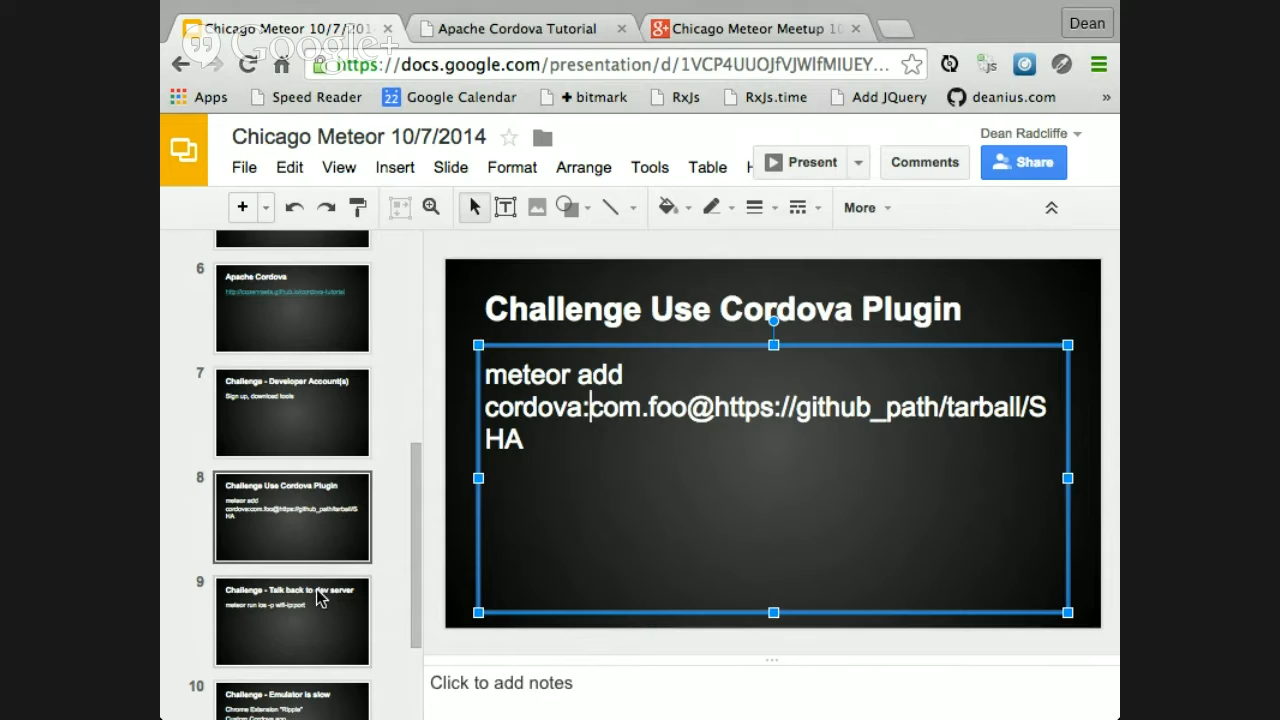 Chicago Meteor 10/7/201
Apache Cordova Tutorial
Chicago Meteor Meetup 10
Dean
Google+
https://docs.google.com/presentation/d/1VCP4UUOJfVJWlfMIUEY...
js
Apps
Speed Reader
22
Google Calendar
+ bitmark
RxJs
RxJs.time
Add JQuery
deanius.com
»
Chicago Meteor 10/7/2014
Dean Radcliffe
File Edit View Insert Slide Format Arrange Tools Table
Present
Comments
Share
More
6
Apache Cordova
7
Challenge - Developer Account(s)
Sign up, download tools
8
Challenge Use Cordova Plugin
meteor add
cordova:com.foo@https://github_path/tarball/S
HA
9
Challenge - Talk back to dev server
meteor run ios -p wifi-ip:port
10
Challenge - Emulator is slow
Chrome Extension "Ripple"
Custom Cordova app
Challenge Use Cordova Plugin
meteor add
cordova:com.foo@https://github_path/tarball/S
HA
Click to add notes